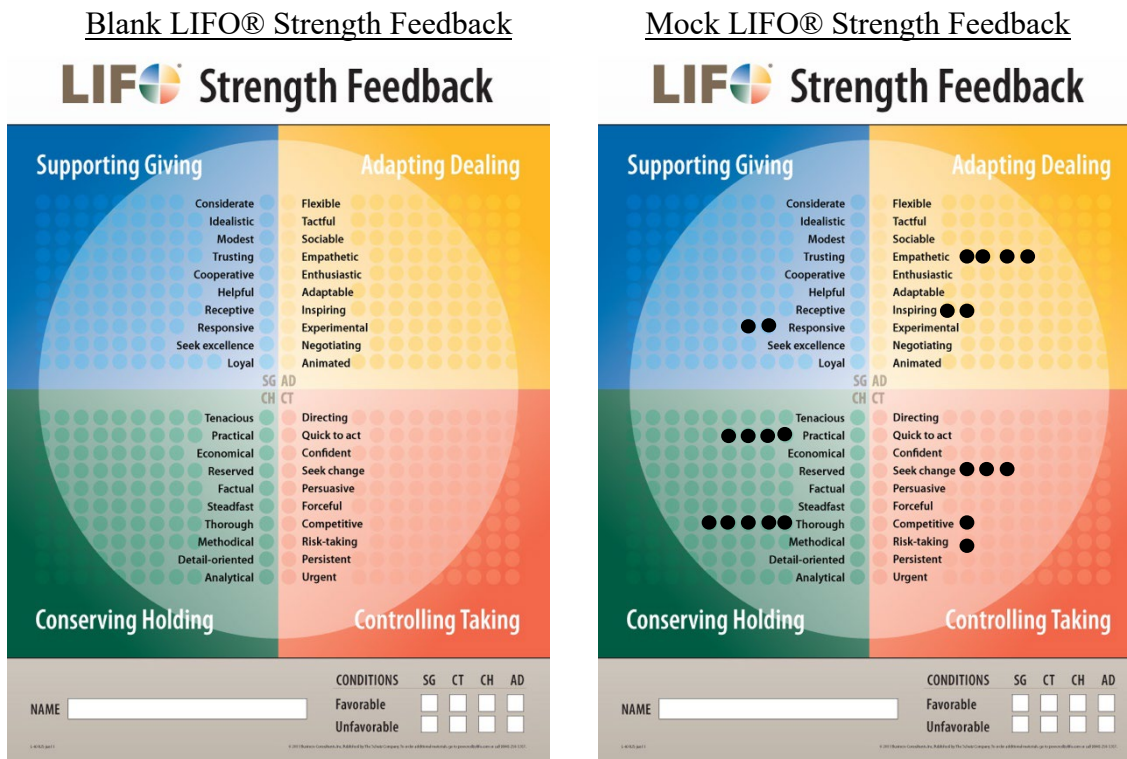 Blank LIFO® Strength Feedback
LIFO® Strength Feedback
Supporting Giving
Adapting Dealing
Considerate
Idealistic
Modest
Trusting
Cooperative
Helpful
Receptive
Responsive
Seek excellence
Loyal
Flexible
Tactful
Sociable
Empathetic
Enthusiastic
Adaptable
Inspiring
Experimental
Negotiating
Animated
SG AD
CH CT
Tenacious
Practical
Economical
Reserved
Factual
Steadfast
Thorough
Methodical
Detail-oriented
Analytical
Directing
Quick to act
Confident
Seek change
Persuasive
Forceful
Competitive
Risk-taking
Persistent
Urgent
Conserving Holding
Controlling Taking
NAME
CONDITIONS SG CT CH AD
Favorable
Unfavorable
Mock LIFO® Strength Feedback
LIFO® Strength Feedback
Supporting Giving
Adapting Dealing
Considerate
Idealistic
Modest
Trusting
Cooperative
Helpful
Receptive
Responsive
Seek excellence
Loyal
Flexible
Tactful
Sociable
Empathetic
Enthusiastic
Adaptable
Inspiring
Experimental
Negotiating
Animated
SG AD
CH CT
Tenacious
Practical
Economical
Reserved
Factual
Steadfast
Thorough
Methodical
Detail-oriented
Analytical
Directing
Quick to act
Confident
Seek change
Persuasive
Forceful
Competitive
Risk-taking
Persistent
Urgent
Conserving Holding
Controlling Taking
NAME
CONDITIONS SG CT CH AD
Favorable
Unfavorable